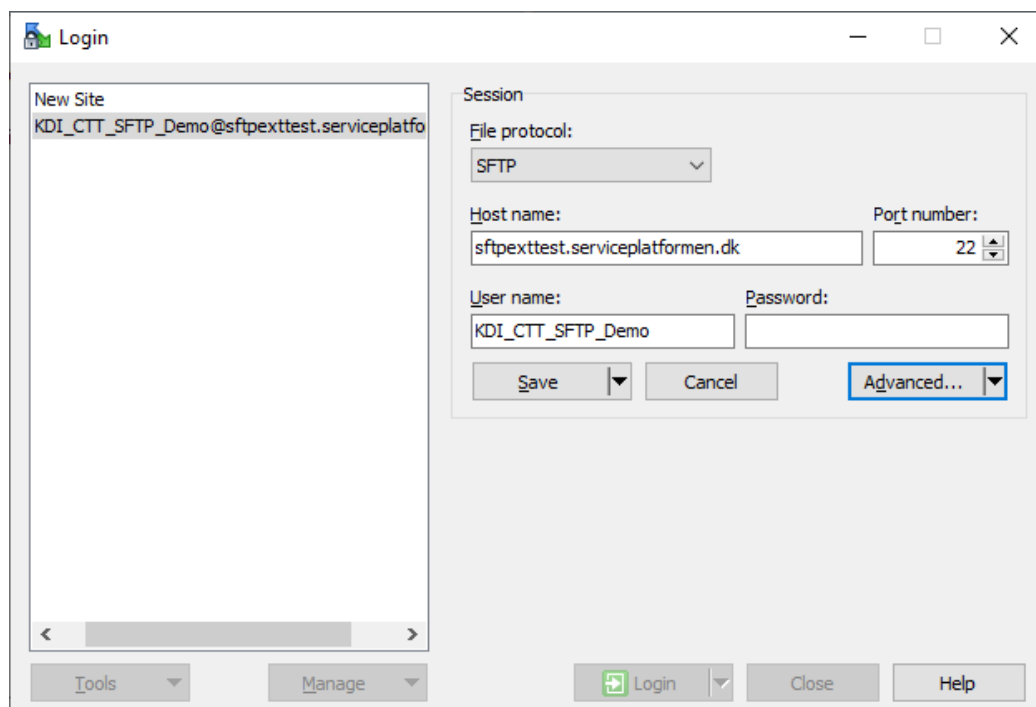 Login
New Site
KDI_CTT_SFTP_Demo@sftpexttest.serviceplatfo
Session
File protocol:
SFTP
Host name:
Port number:
sftpexttest.serviceplatformen.dk
22
User name:
Password:
KDI_CTT_SFTP_Demo
Save
Cancel
Advanced...
Tools
Manage
Login
Close
Help